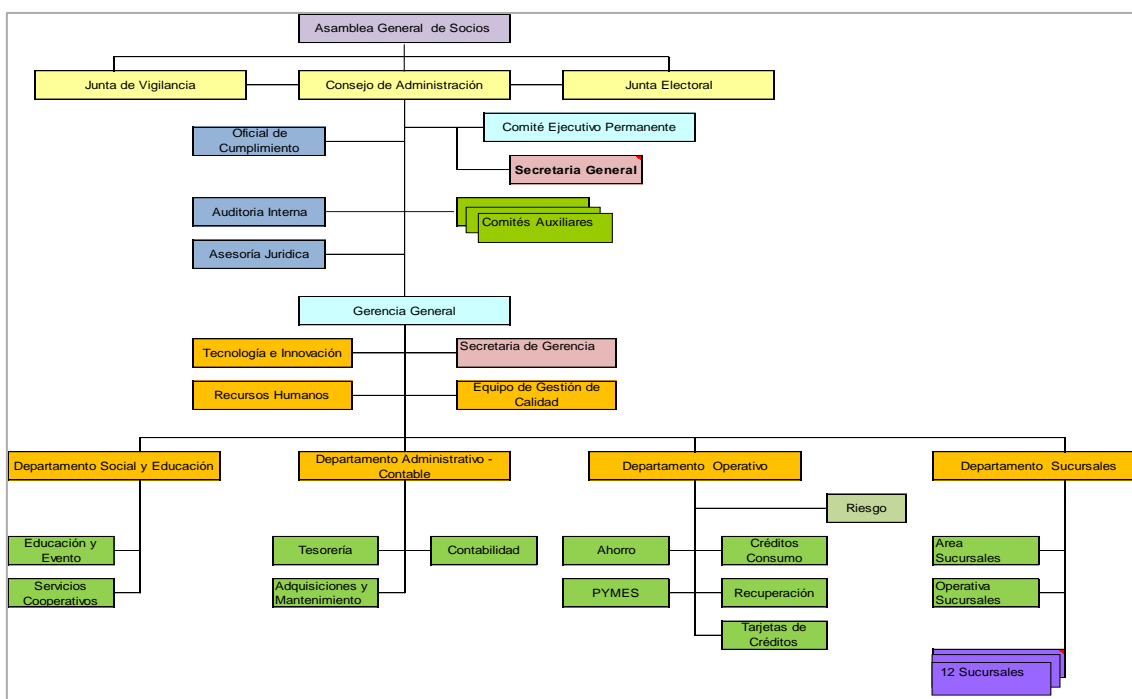 Asamblea General de Socios
Junta de Vigilancia
Consejo de Administración
Junta Electoral
Oficial de
Cumplimiento
Comité Ejecutivo Permanente
Secretaria General
Auditoria Interna
Comités Auxiliares
Asesoría Juridica
Gerencia General
Tecnología e Innovación
Secretaria de Gerencia
Recursos Humanos
Equipo de Gestión de
Calidad
Departamento Social y Educación
Departamento Administrativo -
Contable
Departamento Operativo
Departamento Sucursales
Riesgo
Educación y
Evento
Tesorería
Contabilidad
Ahorro
Créditos
Consumo
Area
Sucursales
Servicios
Cooperativos
Adquisiciones y
Mantenimiento
PYMES
Recuperación
Operativa
Sucursales
Tarjetas de
Créditos
12 Sucursales